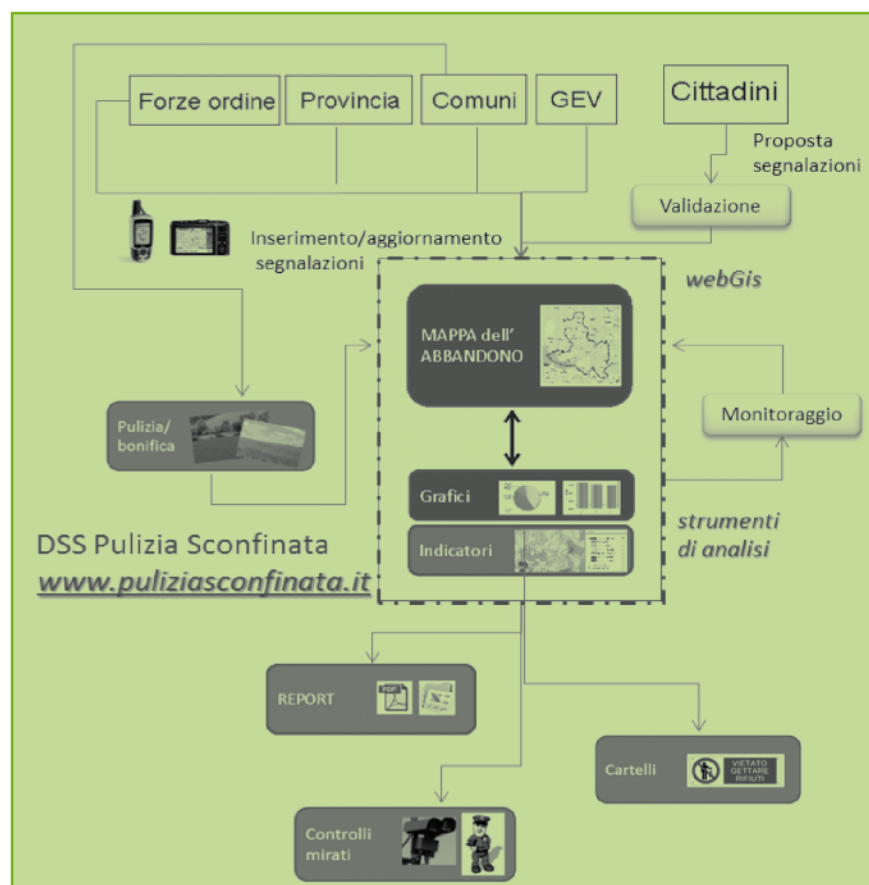 Forze ordine
Provincia
Comuni
GEV
Cittadini
Proposta
segnalazioni
Validazione
Inserimento/aggiornamento
segnalazioni
webGis
MAPPA dell'
ABBANDONO
Monitoraggio
Pulizia/
bonifica
Grafici
Indicatori
strumenti
di analisi
DSS Pulizia Sconfinata
www.puliziasconfinata.it
REPORT
PDF
Cartelli
VIETATO
GETTARE
RIFIUTI
Controlli
mirati